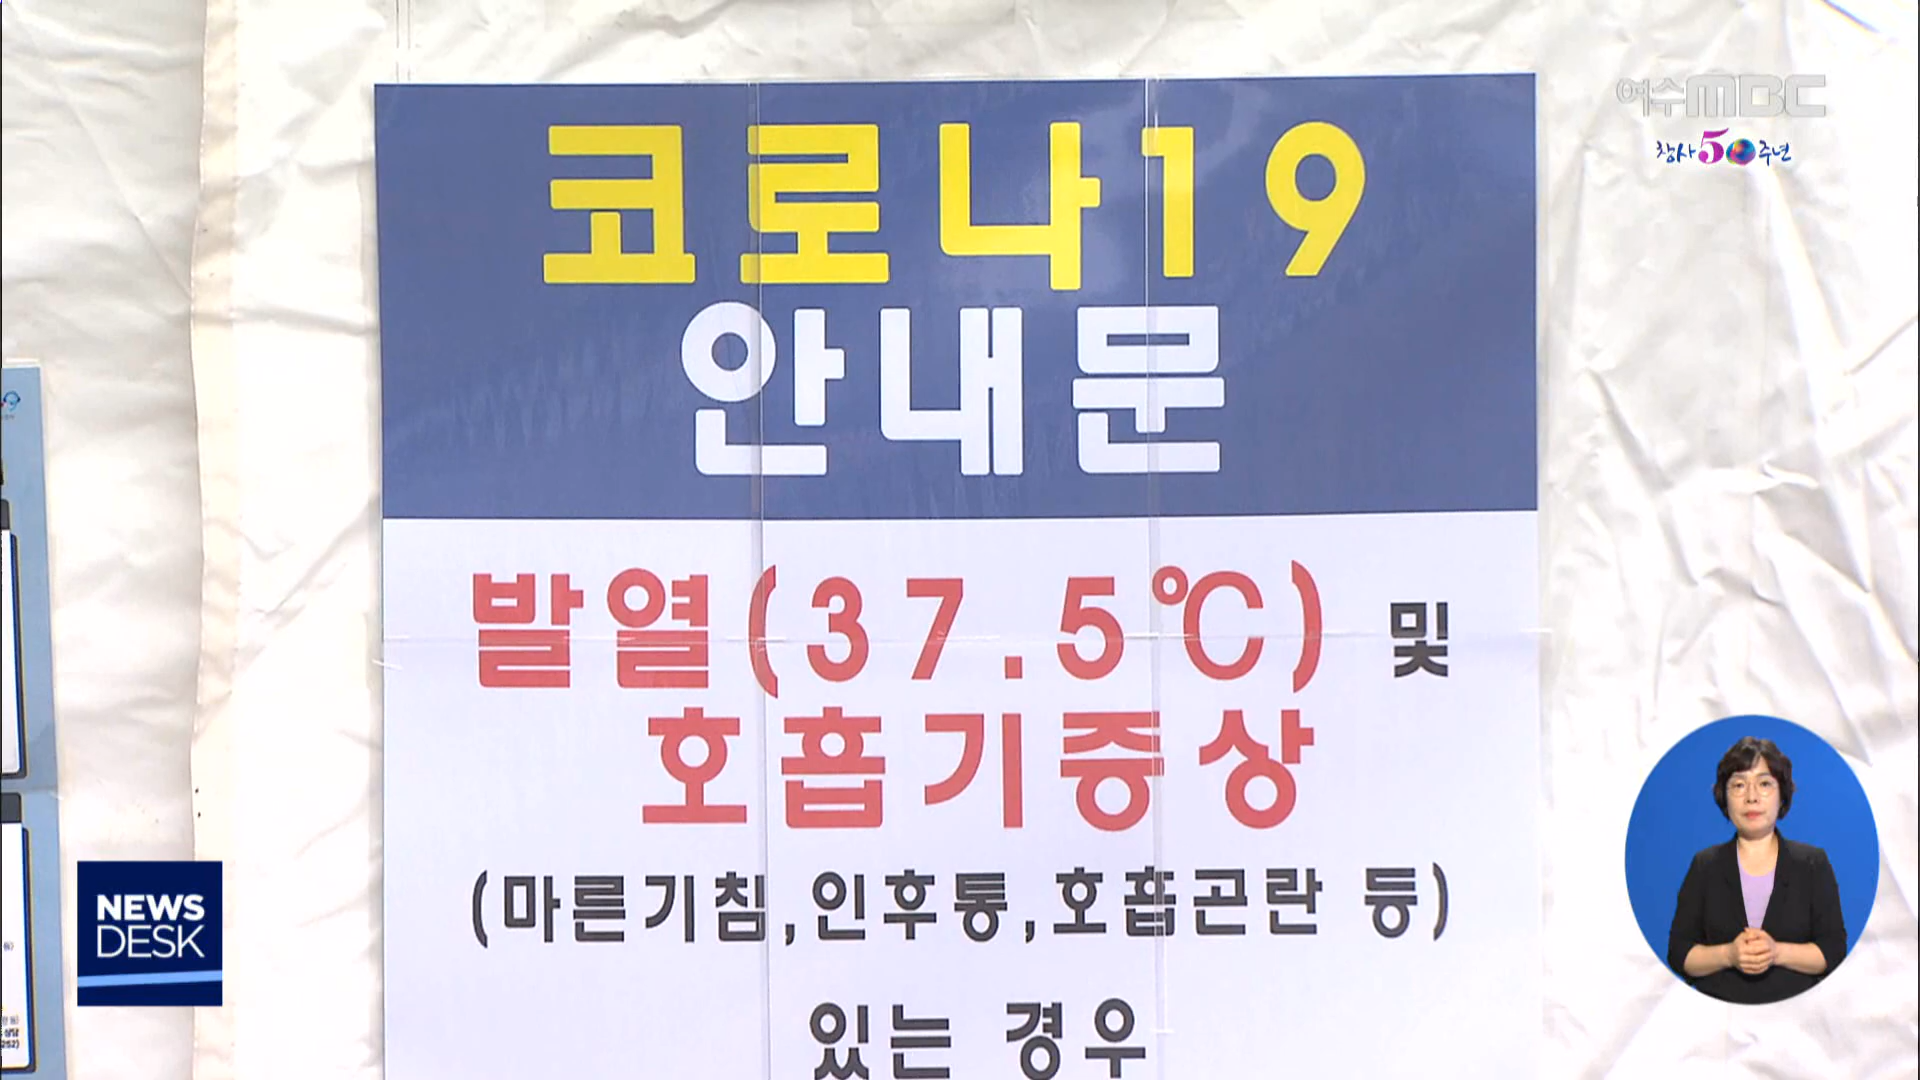 여수MBC
창사50주년
코로나19
안내문
발열(37.5℃) 및
호흡기증상
(마른기침,인후통,호흡곤란 등)
있는 경우
NEWS
DESK
상담